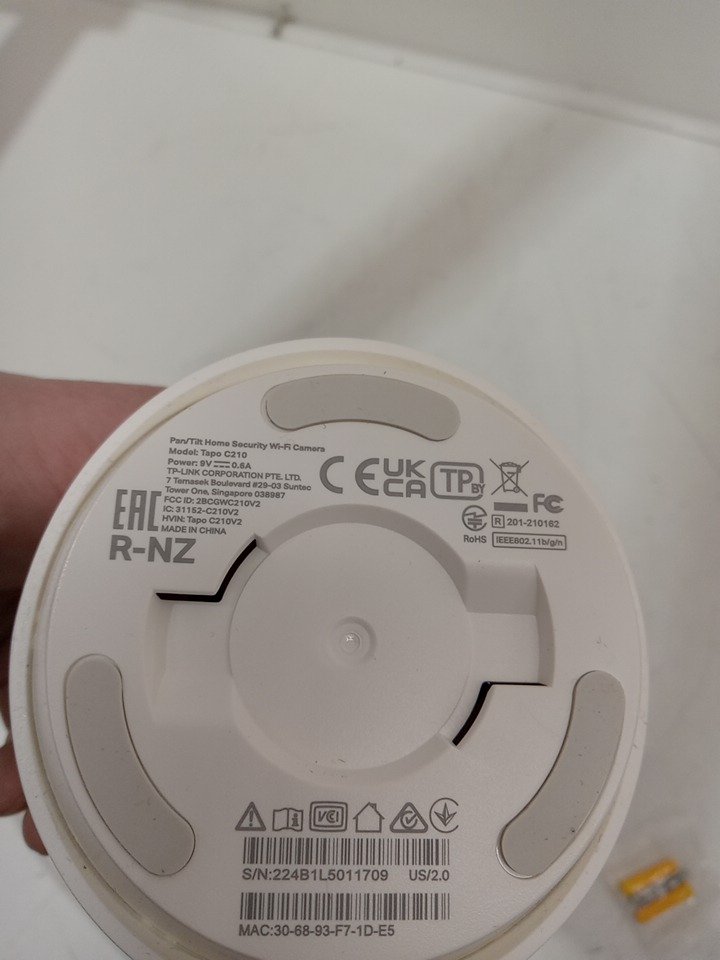 Pan/Tilt Home Security Wi-Fi Camera
Model: Tapo C210
Power: 9V ⎓ 0.6A
TP-LINK CORPORATION PTE. LTD.
7 Temasek Boulevard #29-03 Suntec
Tower One, Singapore 038987
FCC ID: 2BCGWC210V2
IC: 31152-C210V2
HVIN: Tapo C210V2
MADE IN CHINA
EAC
R-NZ
CE
UK
CA
TP
BY
FC
R 201-210162
RoHS
IEEE802.11b/g/n
VCI
S/N:224B1L5011709 US/2.0
MAC:30-68-93-F7-1D-E5